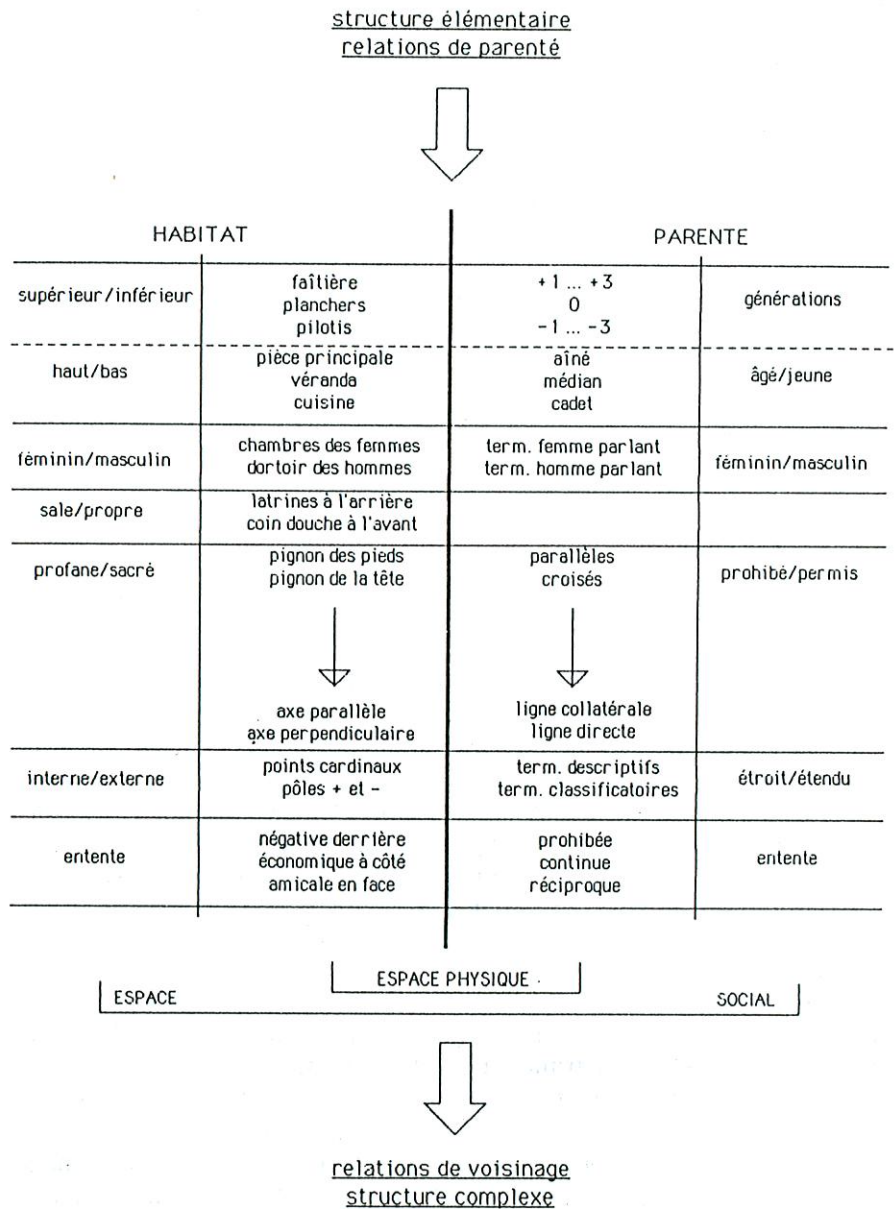 structure élémentaire
relations de parenté
HABITAT
PARENTE
supérieur/inférieur
faîtière
planchers
pilotis
+1 ... +3
0
-1 ... -3
générations
haut/bas
pièce principale
véranda
cuisine
aîné
médian
cadet
âgé/jeune
féminin/masculin
chambres des femmes
dortoir des hommes
term. femme parlant
term. homme parlant
féminin/masculin
sale/propre
latrines à l'arrière
coin douche à l'avant
profane/sacré
pignon des pieds
pignon de la tête
parallèles
croisés
prohibé/permis
axe parallèle
axe perpendiculaire
ligne collatérale
ligne directe
interne/externe
points cardinaux
pôles + et -
term. descriptifs
term. classificatoires
étroit/étendu
entente
négative derrière
économique à côté
amicale en face
prohibée
continue
réciproque
entente
ESPACE PHYSIQUE
ESPACE
SOCIAL
relations de voisinage
structure complexe